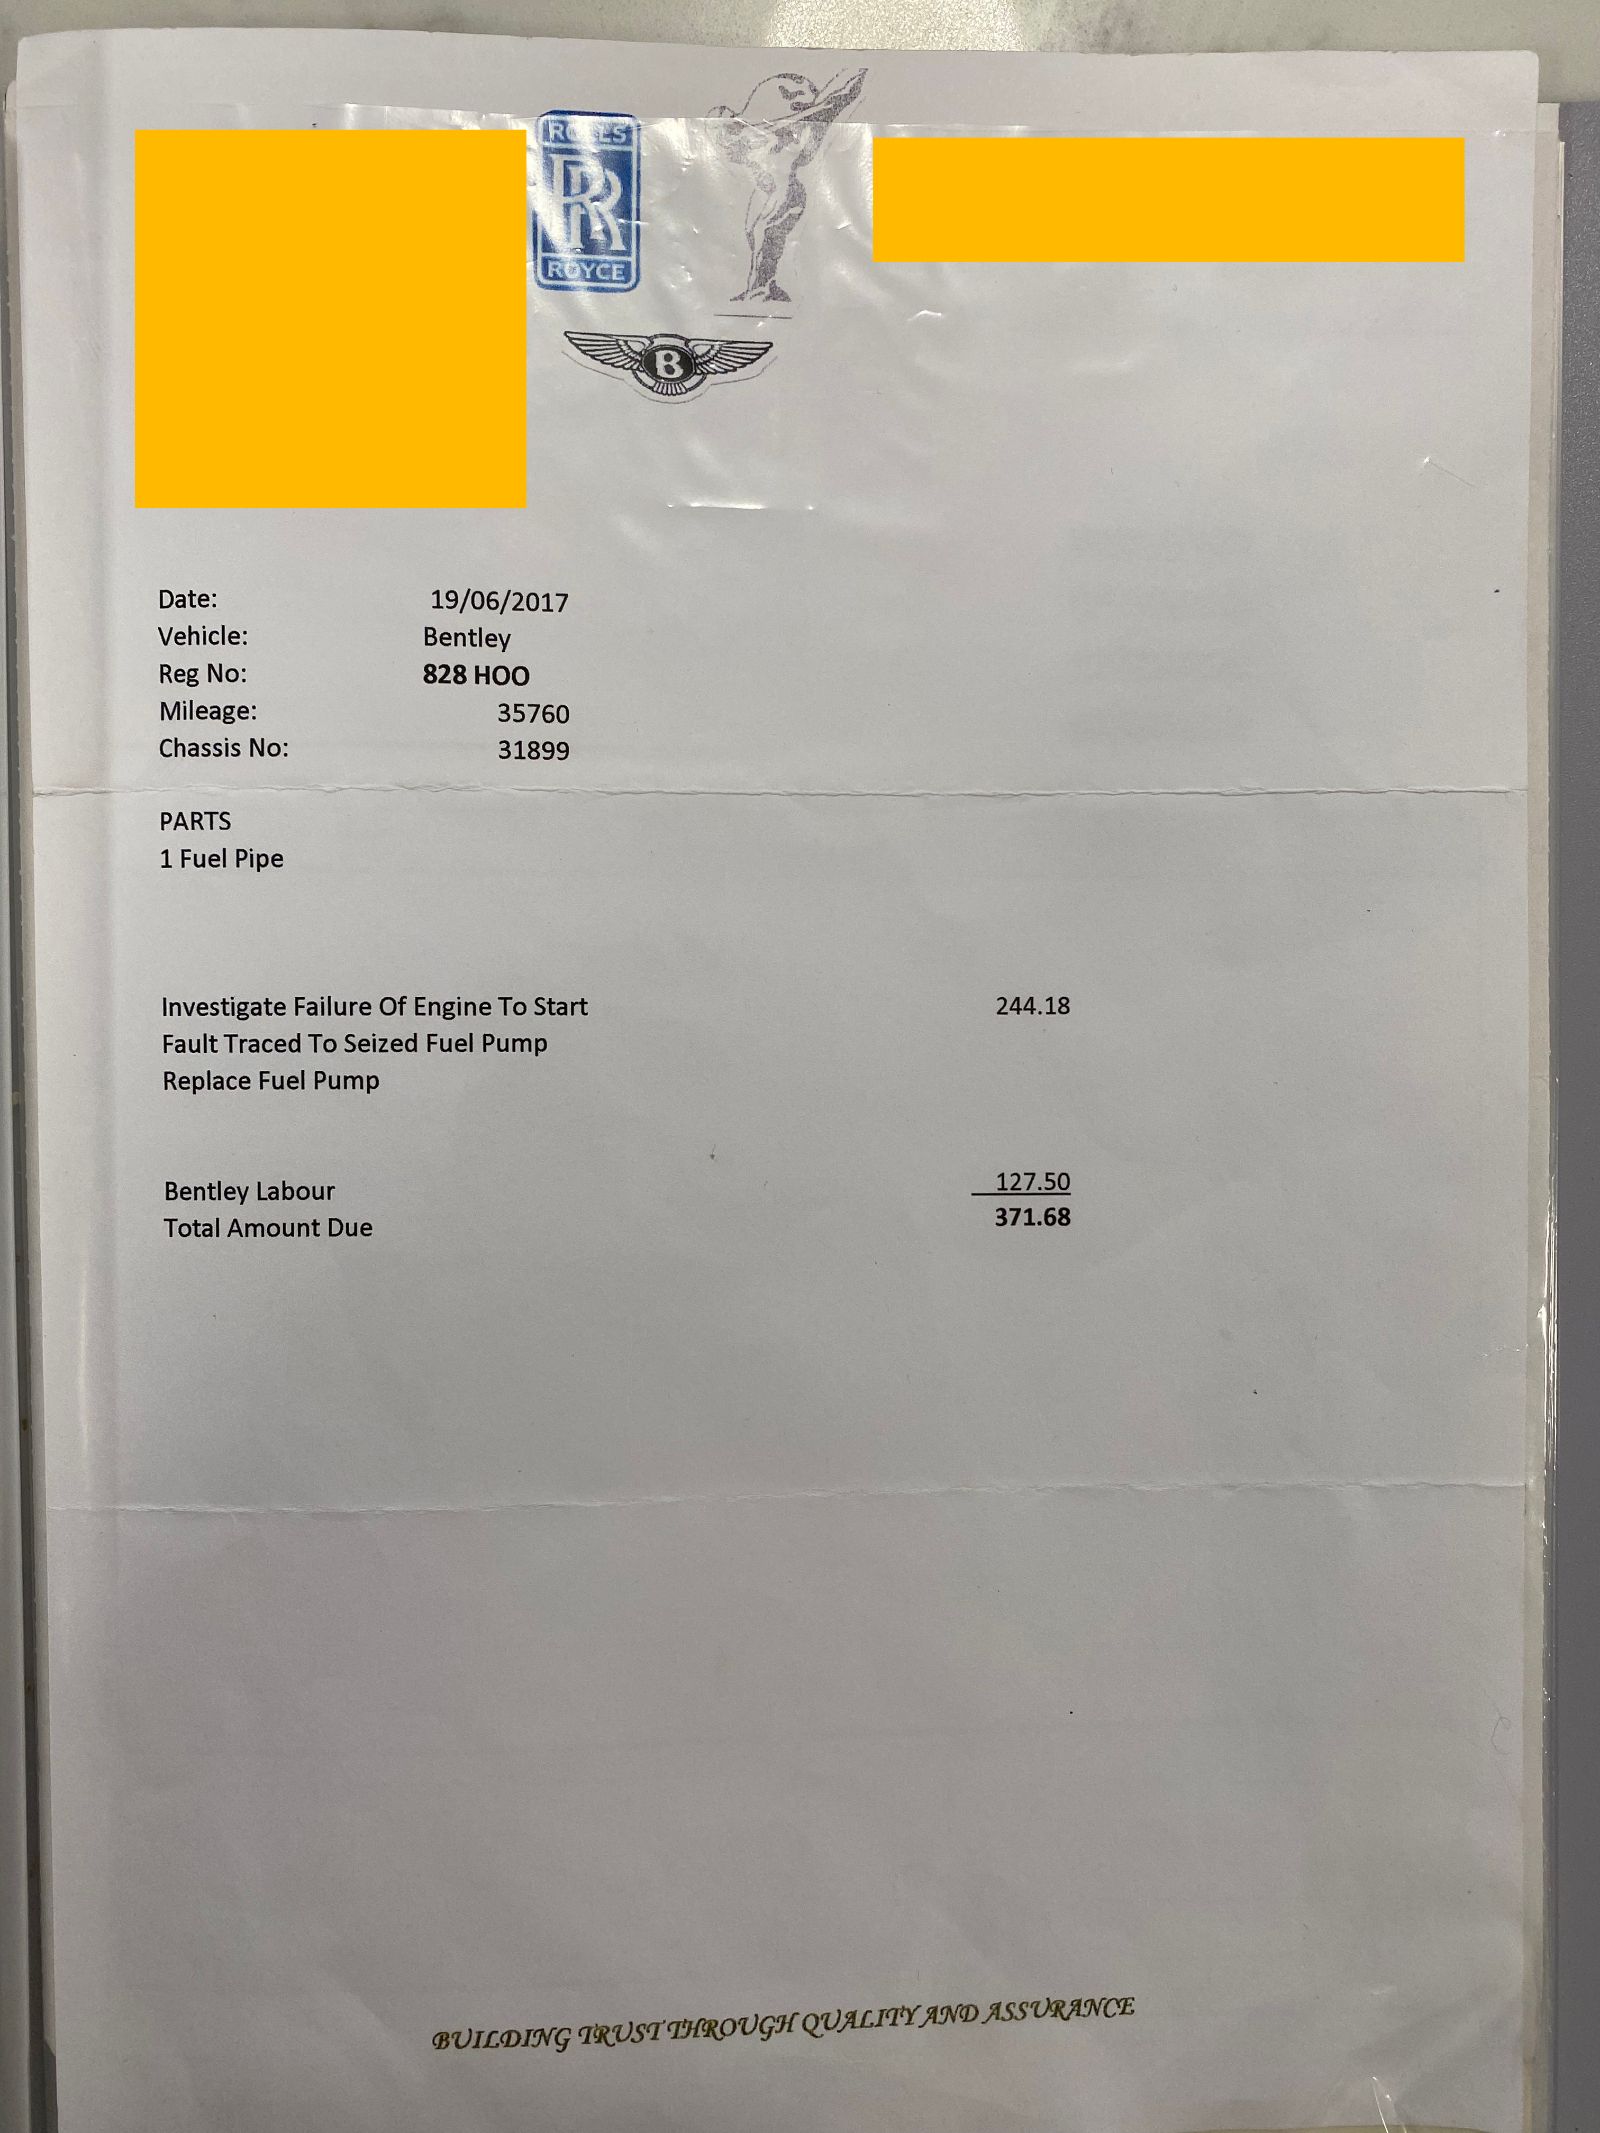 ROLLS
RR
ROYCE
B
Date: 19/06/2017
Vehicle: Bentley
Reg No: 828 HOO
Mileage: 35760
Chassis No: 31899
PARTS
1 Fuel Pipe
Investigate Failure Of Engine To Start 244.18
Fault Traced To Seized Fuel Pump
Replace Fuel Pump
Bentley Labour 127.50
Total Amount Due 371.68
BUILDING TRUST THROUGH QUALITY AND ASSURANCE